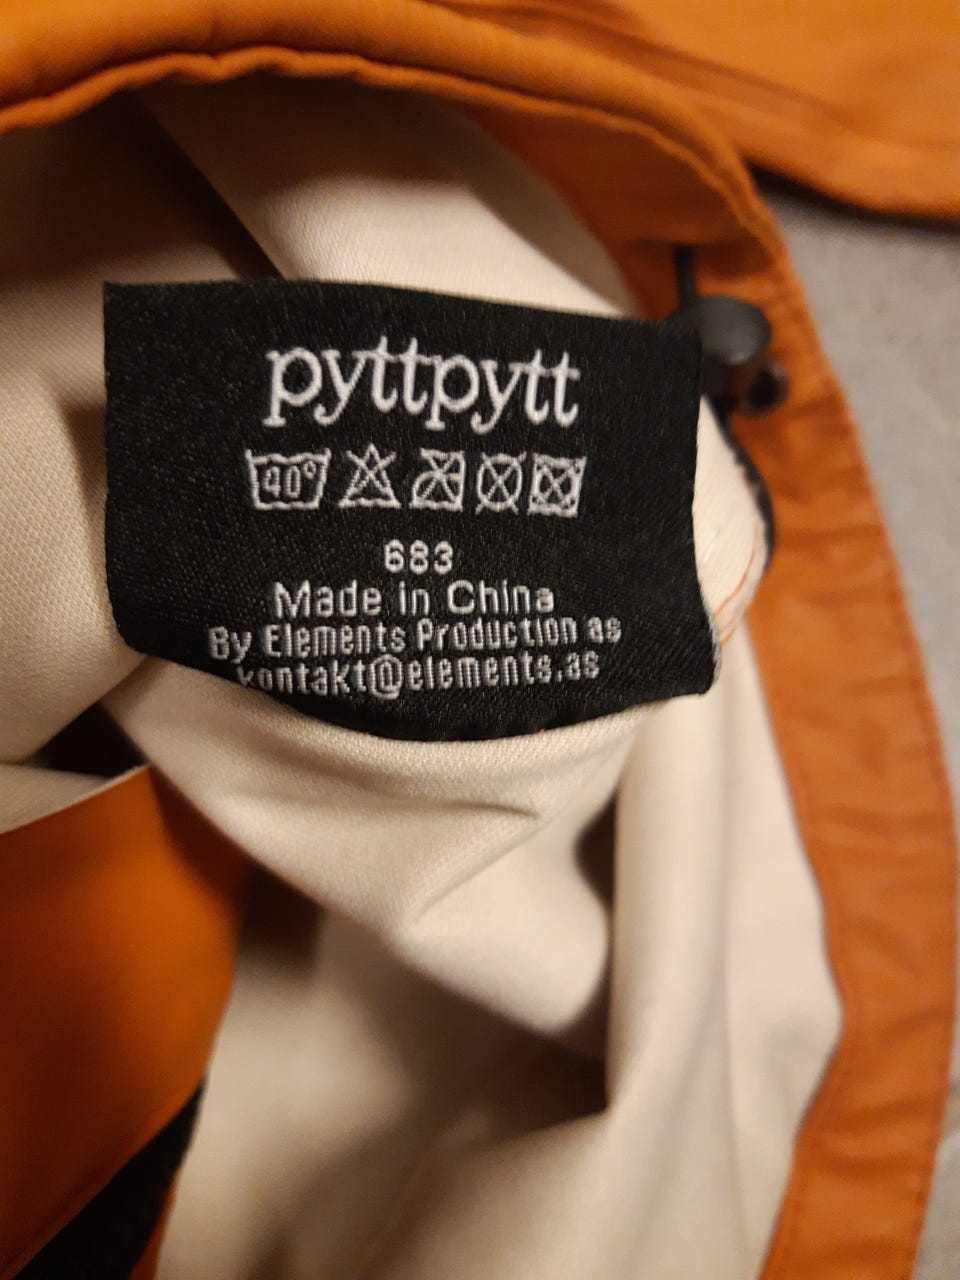 pyttpytt
40°
683
Made in China
By Elements Production as
kontakt@elements.as